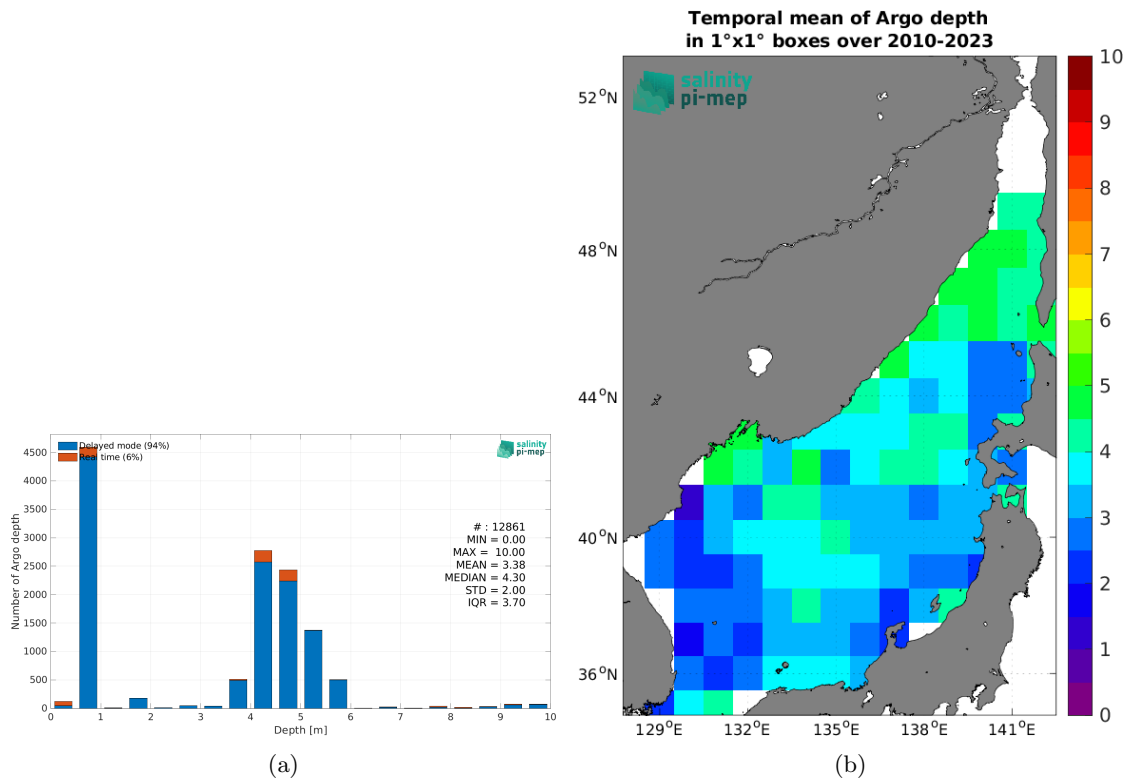 Temporal mean of Argo depth
in 1°x1° boxes over 2010-2023
salinity
pi-mep
52°N
48°N
44°N
40°N
36°N
129°E
132°E
135°E
138°E
141°E
10
9
8
7
6
5
4
3
2
1
0
Delayed mode (94%)
Real time (6%)
salinity
pi-mep
# : 12861
MIN = 0.00
MAX = 10.00
MEAN = 3.38
MEDIAN = 4.30
STD = 2.00
IQR = 3.70
Number of Argo depth
4500
4000
3500
3000
2500
2000
1500
1000
500
0
0
1
2
3
4
5
6
7
8
9
10
Depth [m]
(a)
(b)